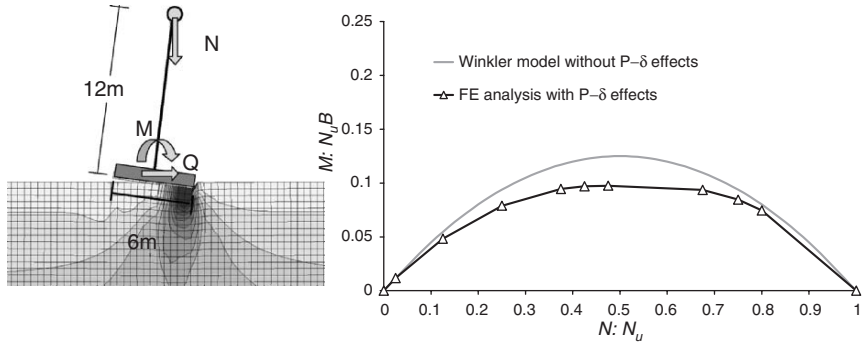 N
12m
M
Q
6m
0.25
0.2
0.15
0.1
0.05
0
M: N_uB
Winkler model without P–δ effects
FE analysis with P–δ effects
0 0.1 0.2 0.3 0.4 0.5 0.6 0.7 0.8 0.9 1
N: N_u